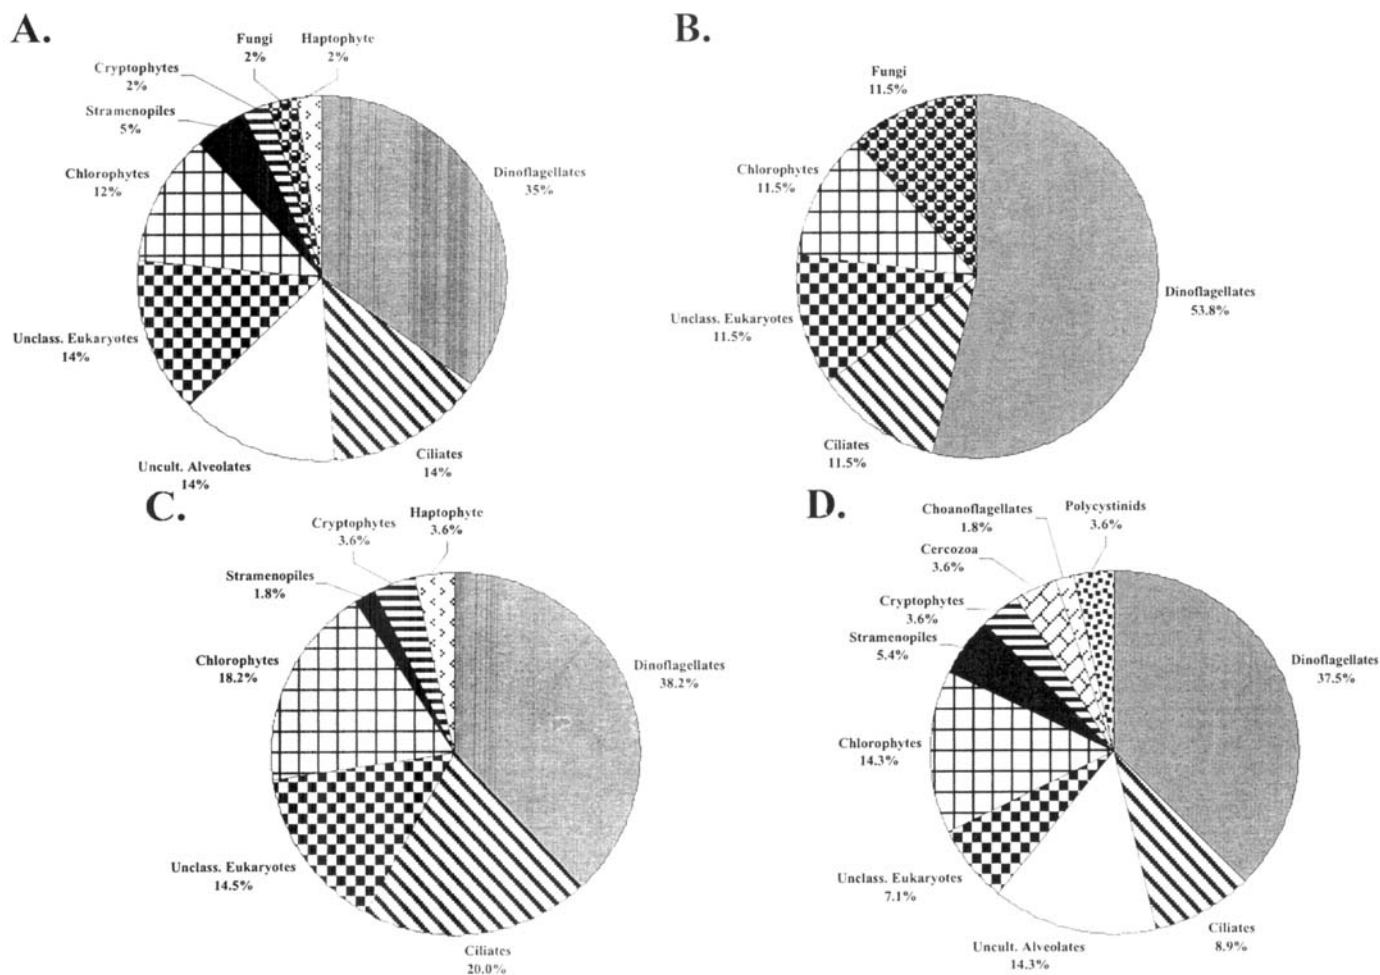 A.
Fungi
2%
Haptophyte
2%
Cryptophytes
2%
Stramenopiles
5%
Chlorophytes
12%
Dinoflagellates
35%
Unclass. Eukaryotes
14%
Uncult. Alveolates
14%
Ciliates
14%
B.
Fungi
11.5%
Chlorophytes
11.5%
Dinoflagellates
53.8%
Unclass. Eukaryotes
11.5%
Ciliates
11.5%
C.
Cryptophytes
3.6%
Haptophyte
3.6%
Stramenopiles
1.8%
Chlorophytes
18.2%
Dinoflagellates
38.2%
Unclass. Eukaryotes
14.5%
Ciliates
20.0%
D.
Choanoflagellates
1.8%
Polycystinids
3.6%
Cercozoa
3.6%
Cryptophytes
3.6%
Stramenopiles
5.4%
Dinoflagellates
37.5%
Chlorophytes
14.3%
Unclass. Eukaryotes
7.1%
Uncult. Alveolates
14.3%
Ciliates
8.9%